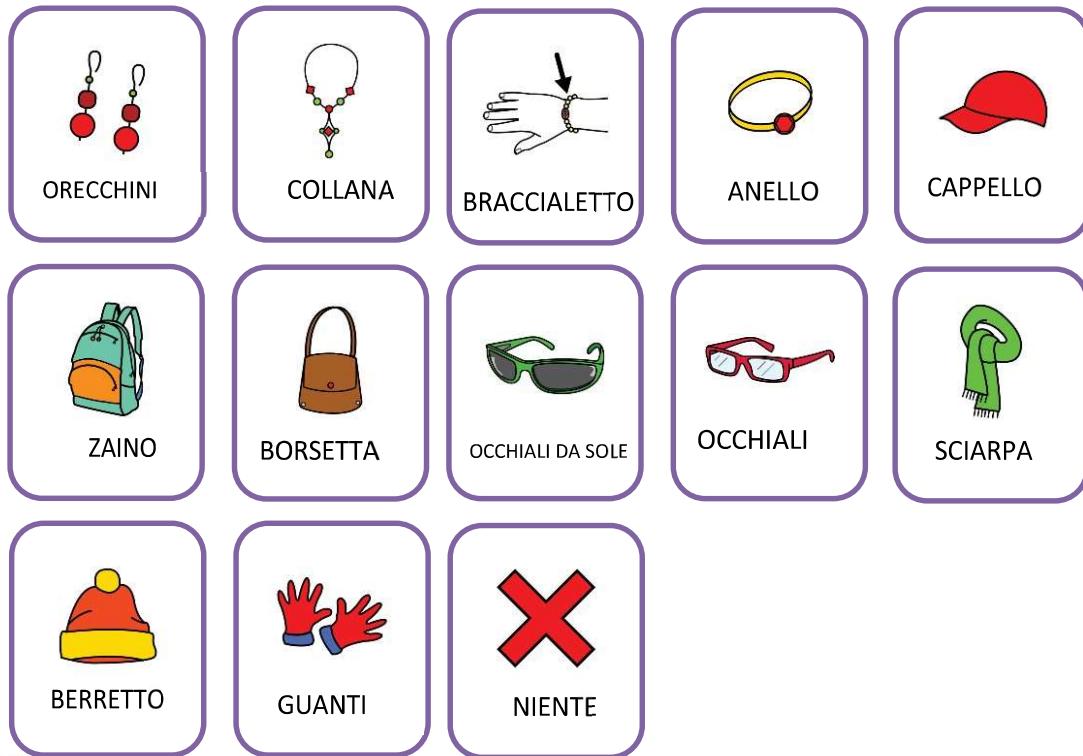 ORECCHINI
COLLANA
BRACCIALETTO
ANELLO
CAPPELLO
ZAINO
BORSETTA
OCCHIALI DA SOLE
OCCHIALI
SCIARPA
BERRETTO
GUANTI
NIENTE